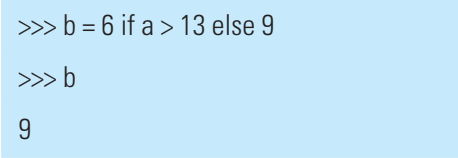 >>> b = 6 if a > 13 else 9
>>> b
9